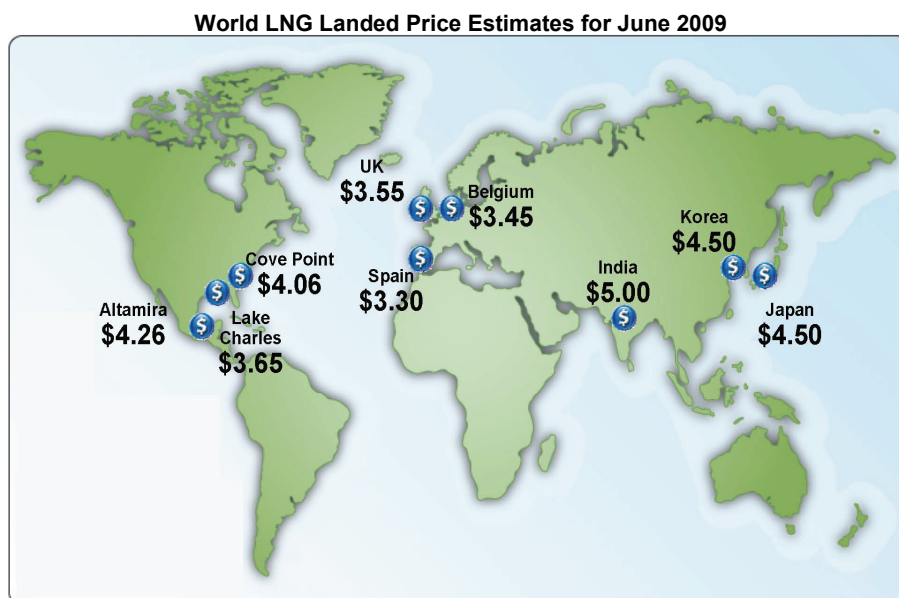 World LNG Landed Price Estimates for June 2009
UK
$3.55
Belgium
$3.45
Korea
$4.50
Cove Point
$4.06
Spain
$3.30
India
$5.00
Altamira
$4.26
Lake
Charles
$3.65
Japan
$4.50